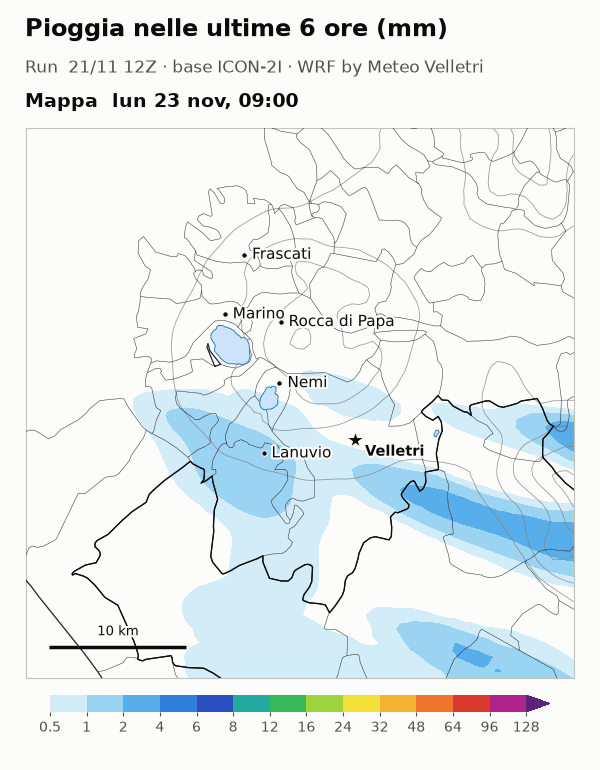 Pioggia nelle ultime 6 ore (mm)
Run  21/11 12Z · base ICON-2I · WRF by Meteo Velletri
Mappa  lun 23 nov, 09:00
Frascati
Marino
Rocca di Papa
Nemi
Velletri
Lanuvio
10 km
0.5 1 2 4 6 8 12 16 24 32 48 64 96 128